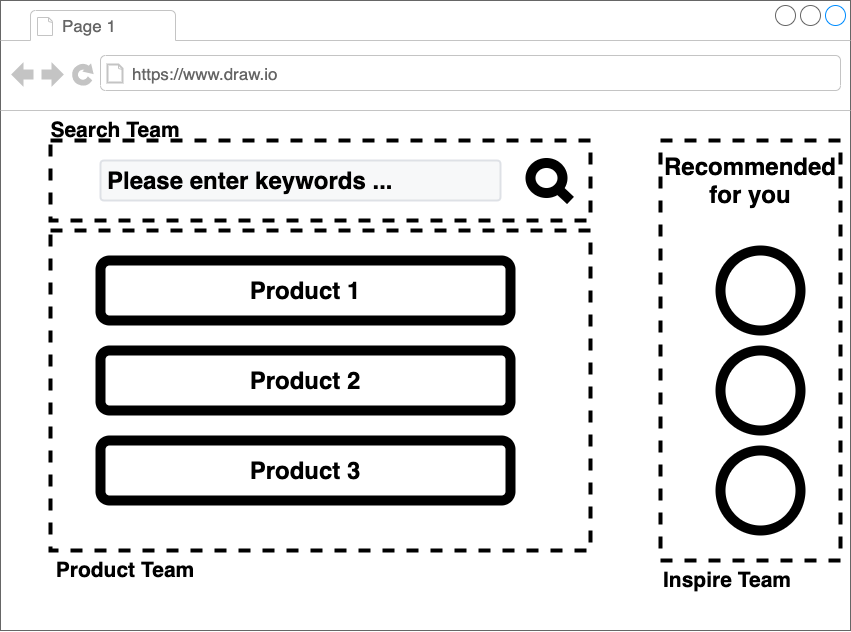 Page 1
https://www.draw.io
Search Team
Please enter keywords ...
Product 1
Product 2
Product 3
Product Team
Recommended
for you
Inspire Team